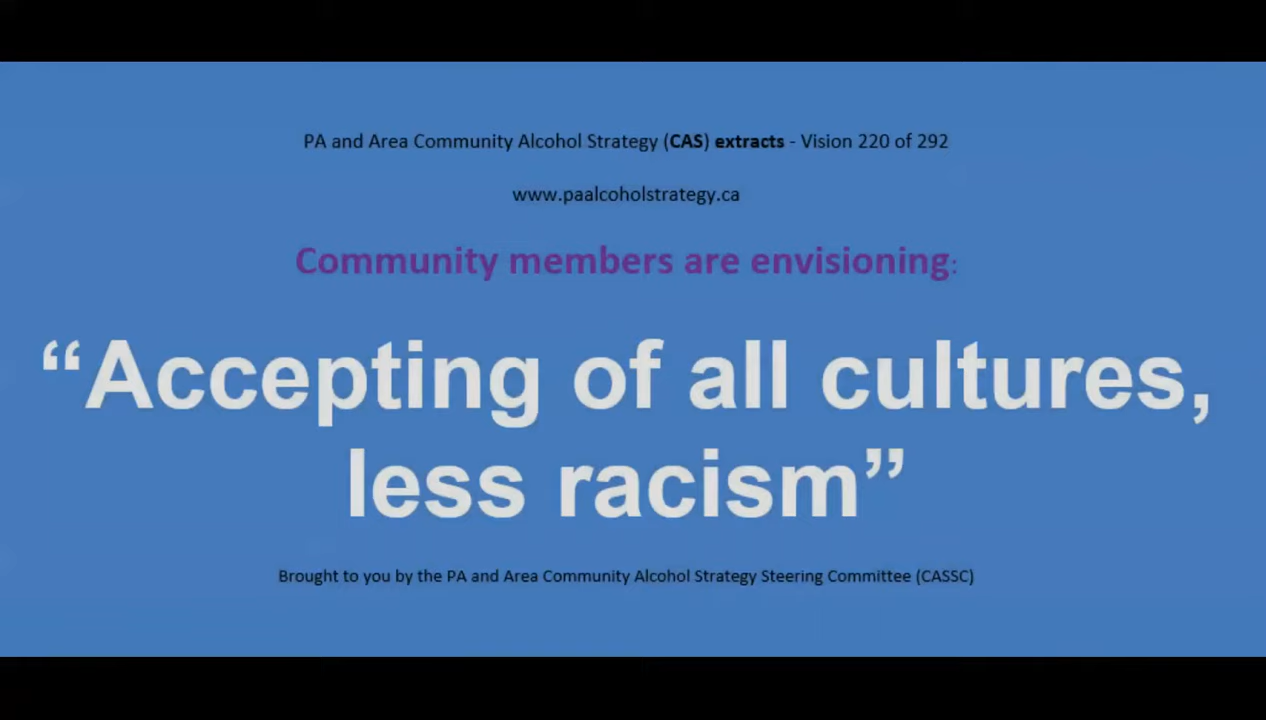 PA and Area Community Alcohol Strategy (CAS) extracts - Vision 220 of 292
www.paalcoholstrategy.ca
Community members are envisioning:
“Accepting of all cultures,
less racism”
Brought to you by the PA and Area Community Alcohol Strategy Steering Committee (CASSC)